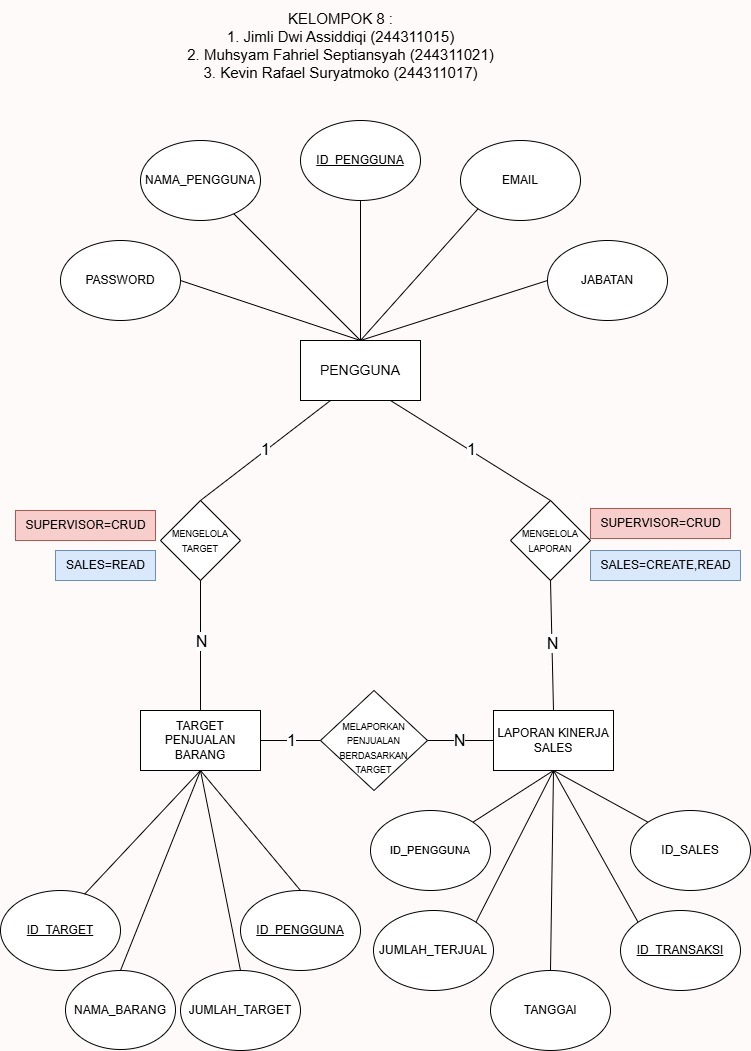 KELOMPOK 8 :
1. Jimli Dwi Assiddiqi (244311015)
2. Muhsyam Fahriel Septiansyah (244311021)
3. Kevin Rafael Suryatmoko (244311017)
ID_PENGGUNA
NAMA_PENGGUNA
EMAIL
PASSWORD
JABATAN
PENGGUNA
1
1
SUPERVISOR=CRUD
SALES=READ
MENGELOLA
TARGET
MENGELOLA
LAPORAN
SUPERVISOR=CRUD
SALES=CREATE,READ
N
N
TARGET
PENJUALAN
BARANG
1
MELAPORKAN
PENJUALAN
BERDASARKAN
TARGET
N
LAPORAN KINERJA
SALES
ID_PENGGUNA
ID_SALES
ID_TARGET
ID_PENGGUNA
JUMLAH_TERJUAL
ID_TRANSAKSI
NAMA_BARANG
JUMLAH_TARGET
TANGGAl